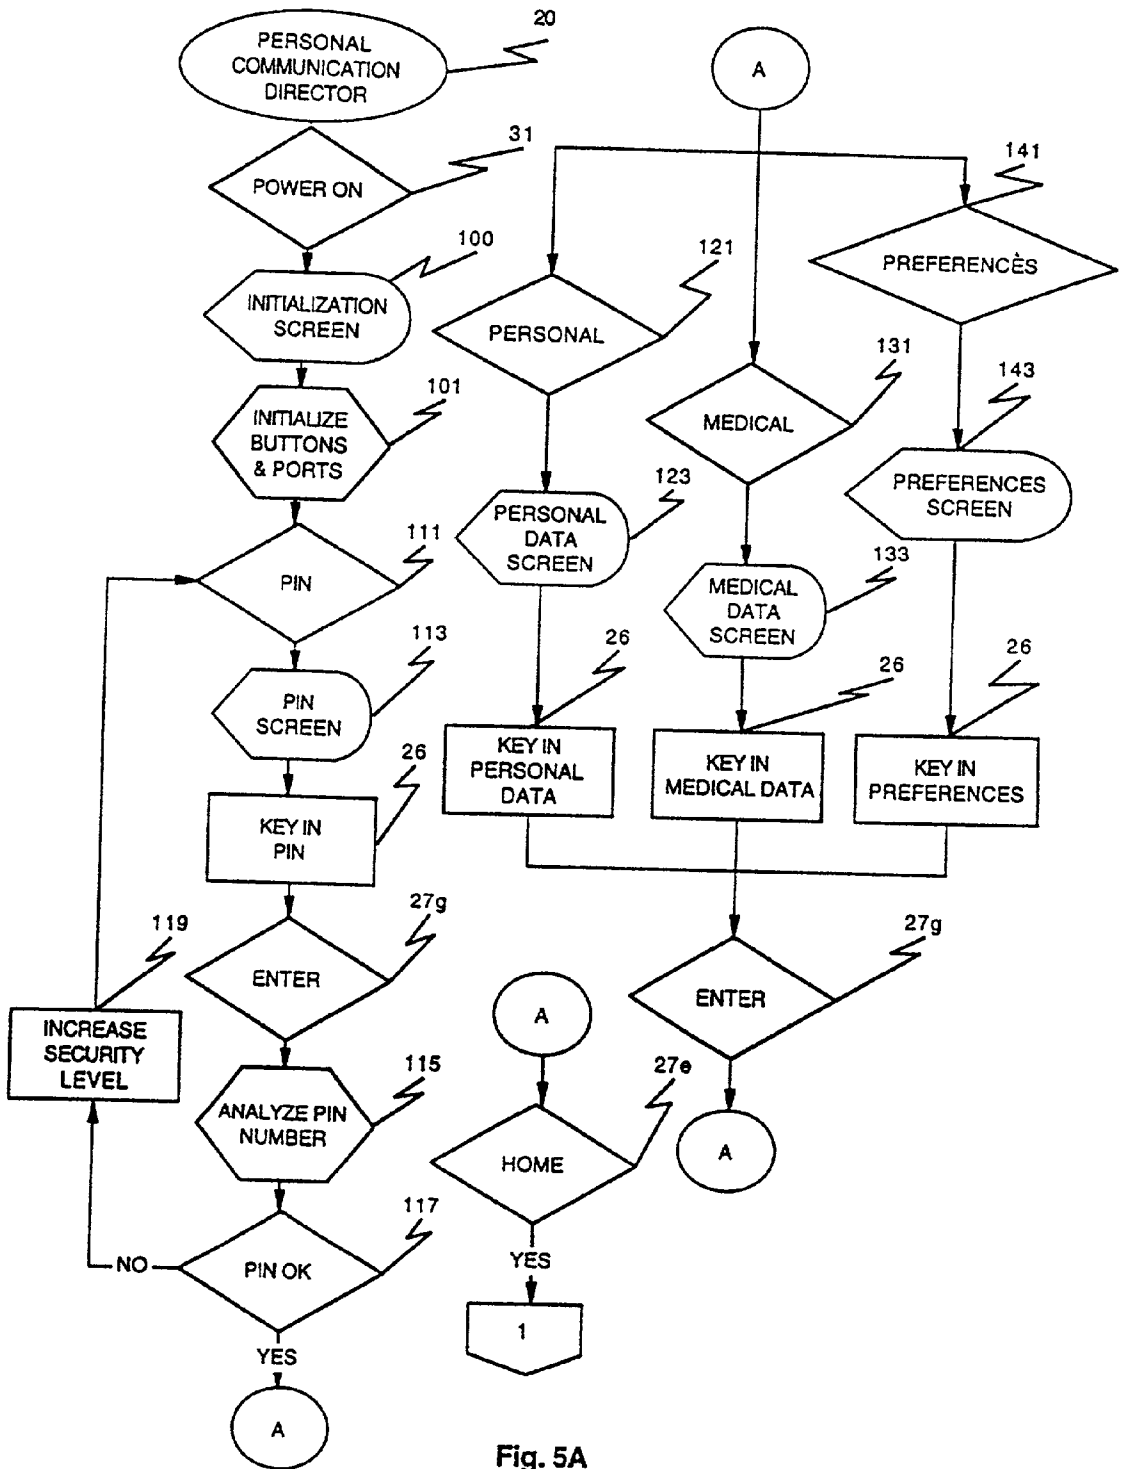 20
PERSONAL
COMMUNICATION
DIRECTOR
31
POWER ON
100
INITIALIZATION
SCREEN
101
INITIALIZE
BUTTONS
& PORTS
111
PIN
113
PIN
SCREEN
26
KEY IN
PIN
27g
ENTER
119
INCREASE
SECURITY
LEVEL
115
ANALYZE PIN
NUMBER
117
PIN OK
NO
YES
A
A
121
PERSONAL
123
PERSONAL
DATA
SCREEN
26
KEY IN
PERSONAL
DATA
131
MEDICAL
133
MEDICAL
DATA
SCREEN
26
KEY IN
MEDICAL DATA
141
PREFERENCÈS
143
PREFERENCES
SCREEN
26
KEY IN
PREFERENCES
27g
ENTER
A
A
27e
HOME
YES
1
Fig. 5A